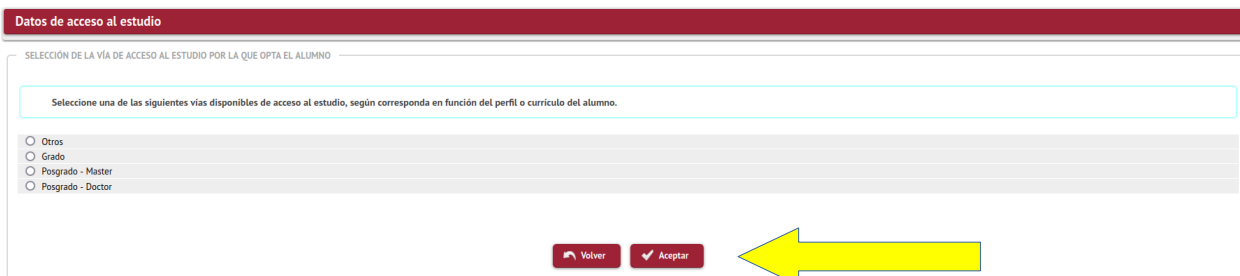 Datos de acceso al estudio
SELECCIÓN DE LA VÍA DE ACCESO AL ESTUDIO POR LA QUE OPTA EL ALUMNO
Seleccione una de las siguientes vías disponibles de acceso al estudio, según corresponda en función del perfil o currículo del alumno.
Otros
Grado
Posgrado - Master
Posgrado - Doctor
Volver Aceptar